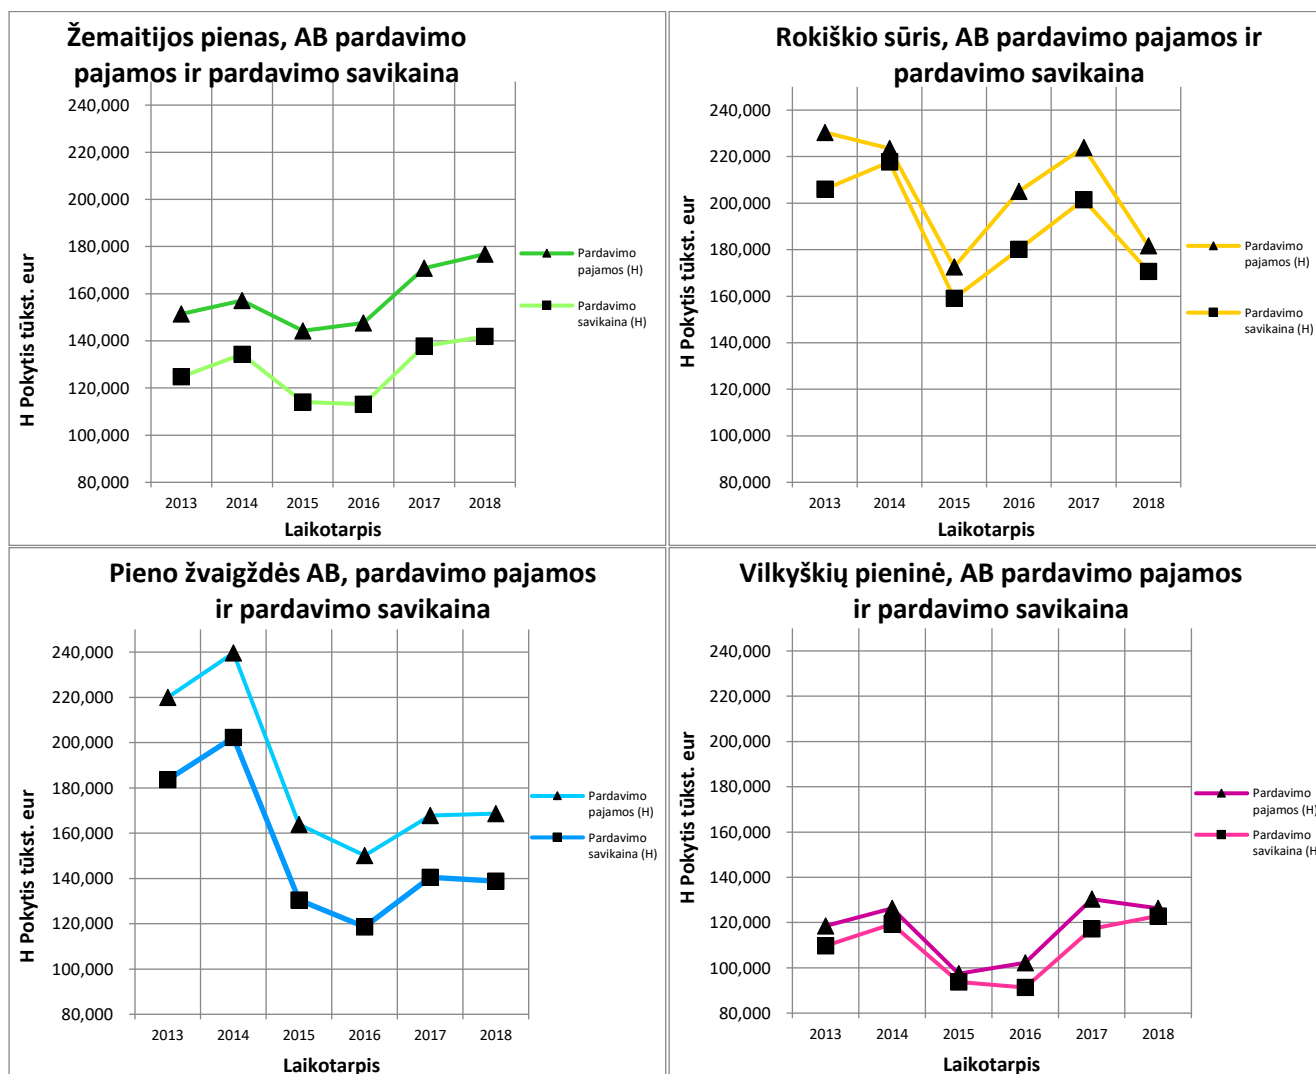 Žemaitijos pienas, AB pardavimo
pajamos ir pardavimo savikaina
240,000
220,000
200,000
180,000
160,000
140,000
120,000
100,000
80,000
H Pokytis tūkst. eur
2013 2014 2015 2016 2017 2018
Laikotarpis
Pardavimo
pajamos (H)
Pardavimo
savikaina (H)
Rokiškio sūris, AB pardavimo pajamos ir
pardavimo savikaina
240,000
220,000
200,000
180,000
160,000
140,000
120,000
100,000
80,000
H Pokytis tūkst. eur
2013 2014 2015 2016 2017 2018
Laikotarpis
Pardavimo
pajamos (H)
Pardavimo
savikaina (H)
Pieno žvaigždės AB, pardavimo pajamos
ir pardavimo savikaina
240,000
220,000
200,000
180,000
160,000
140,000
120,000
100,000
80,000
H Pokytis tūkst. eur
2013 2014 2015 2016 2017 2018
Laikotarpis
Pardavimo
pajamos (H)
Pardavimo
savikaina (H)
Vilkyškių pieninė, AB pardavimo pajamos
ir pardavimo savikaina
240,000
220,000
200,000
180,000
160,000
140,000
120,000
100,000
80,000
H Pokytis tūkst. eur
2013 2014 2015 2016 2017 2018
Laikotarpis
Pardavimo
pajamos (H)
Pardavimo
savikaina (H)